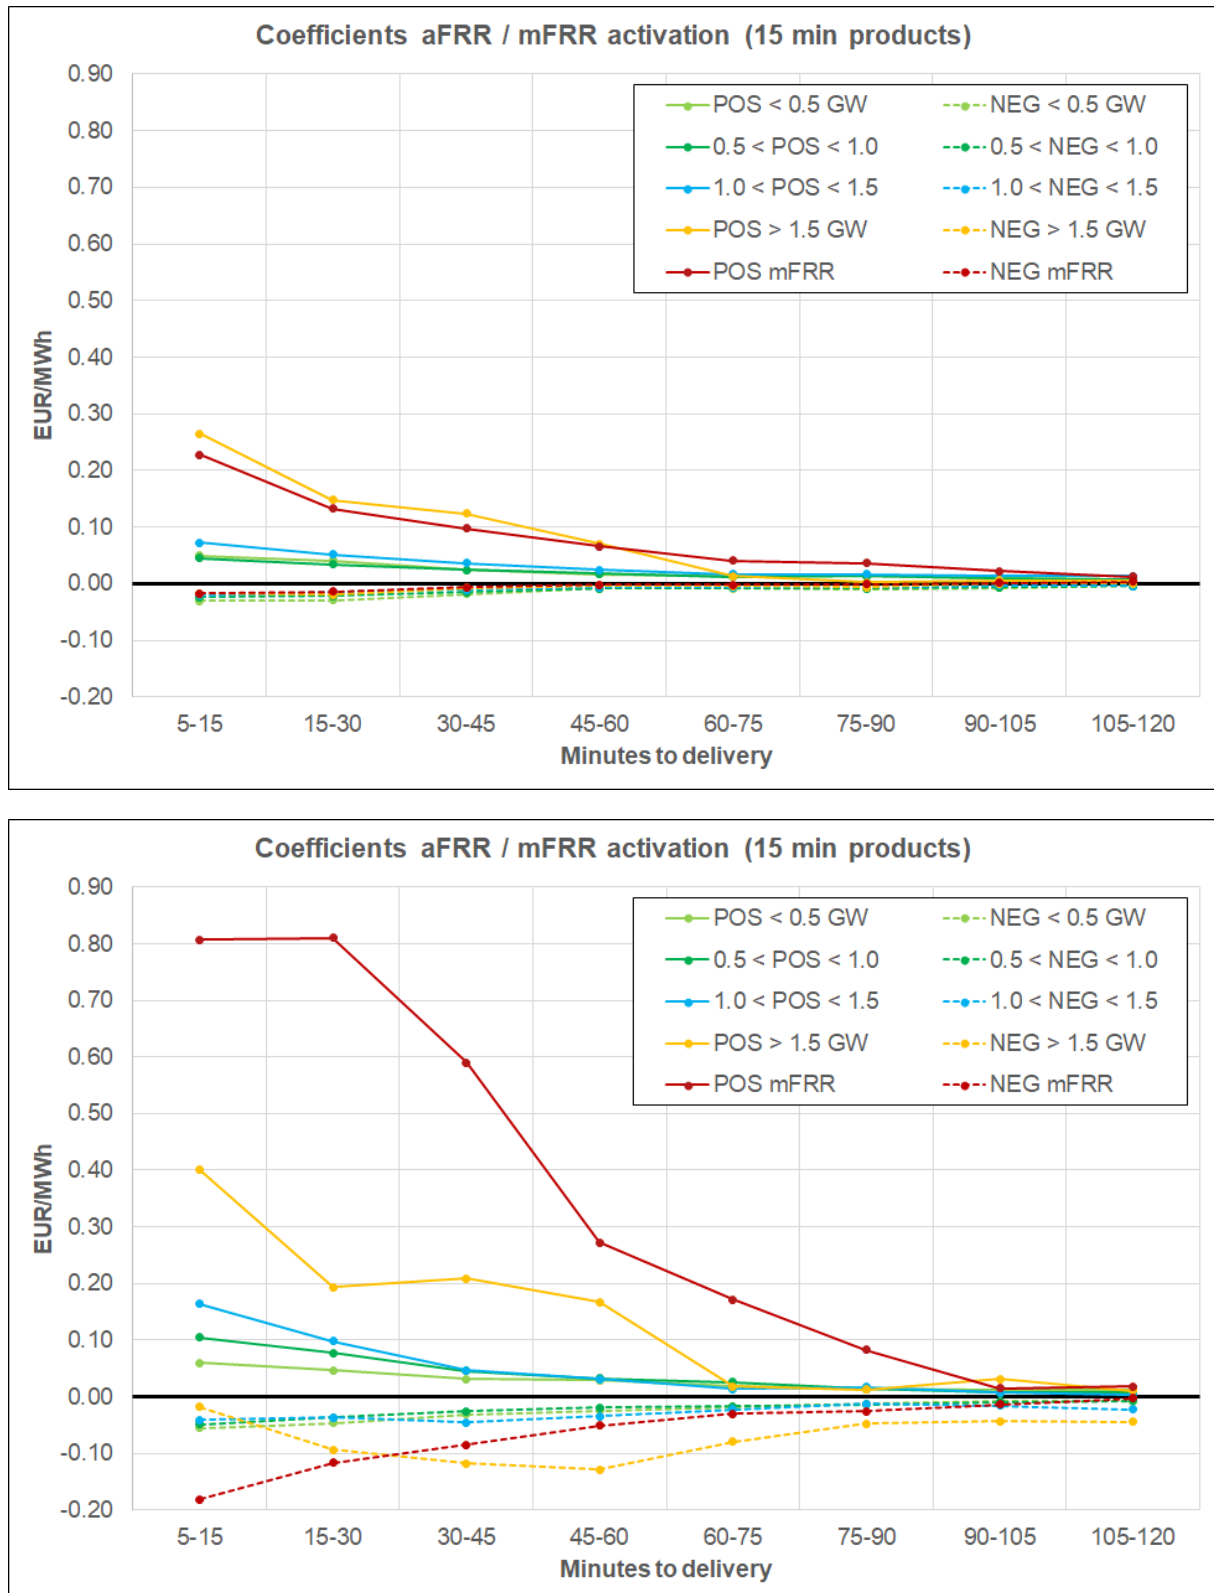 Coefficients aFRR / mFRR activation (15 min products)
0.90
0.80
0.70
0.60
0.50
0.40
0.30
0.20
0.10
0.00
-0.10
-0.20
EUR/MWh
POS < 0.5 GW
NEG < 0.5 GW
0.5 < POS < 1.0
0.5 < NEG < 1.0
1.0 < POS < 1.5
1.0 < NEG < 1.5
POS > 1.5 GW
NEG > 1.5 GW
POS mFRR
NEG mFRR
5-15 15-30 30-45 45-60 60-75 75-90 90-105 105-120
Minutes to delivery
Coefficients aFRR / mFRR activation (15 min products)
0.90
0.80
0.70
0.60
0.50
0.40
0.30
0.20
0.10
0.00
-0.10
-0.20
EUR/MWh
POS < 0.5 GW
NEG < 0.5 GW
0.5 < POS < 1.0
0.5 < NEG < 1.0
1.0 < POS < 1.5
1.0 < NEG < 1.5
POS > 1.5 GW
NEG > 1.5 GW
POS mFRR
NEG mFRR
5-15 15-30 30-45 45-60 60-75 75-90 90-105 105-120
Minutes to delivery